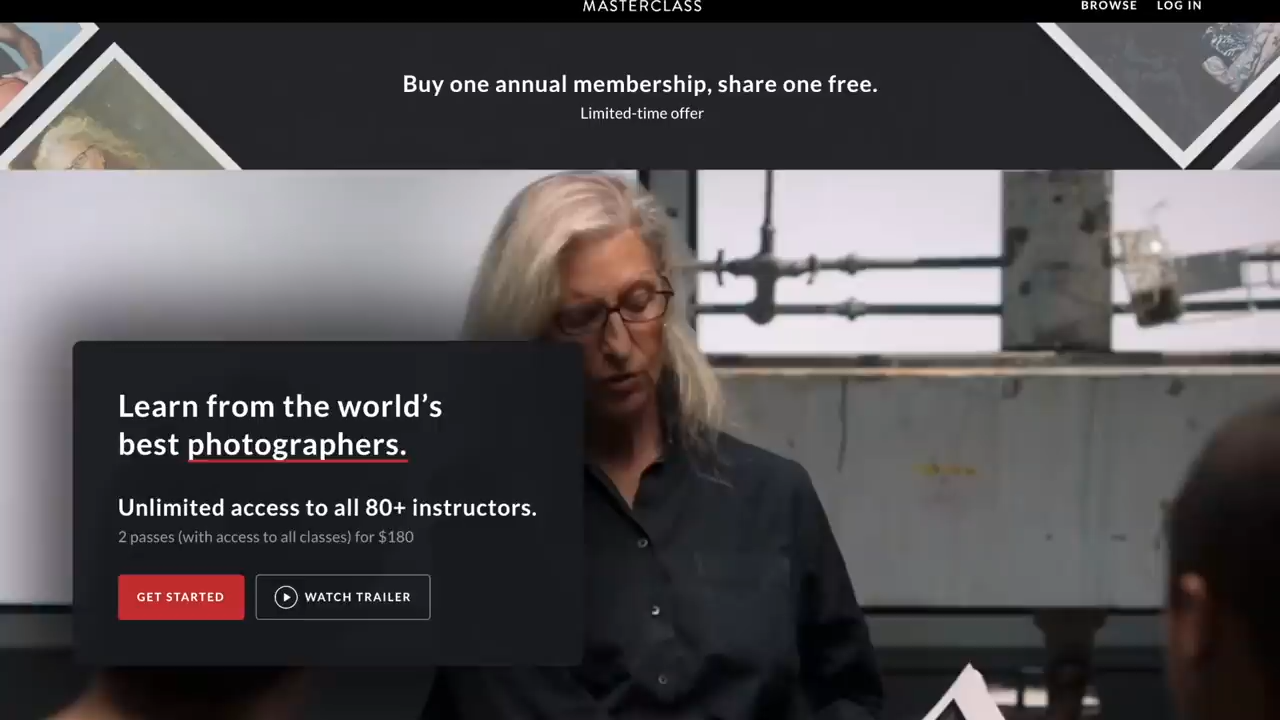 MASTERCLASS
BROWSE LOG IN
Buy one annual membership, share one free.
Limited-time offer
Learn from the world’s
best photographers.
Unlimited access to all 80+ instructors.
2 passes (with access to all classes) for $180
GET STARTED WATCH TRAILER